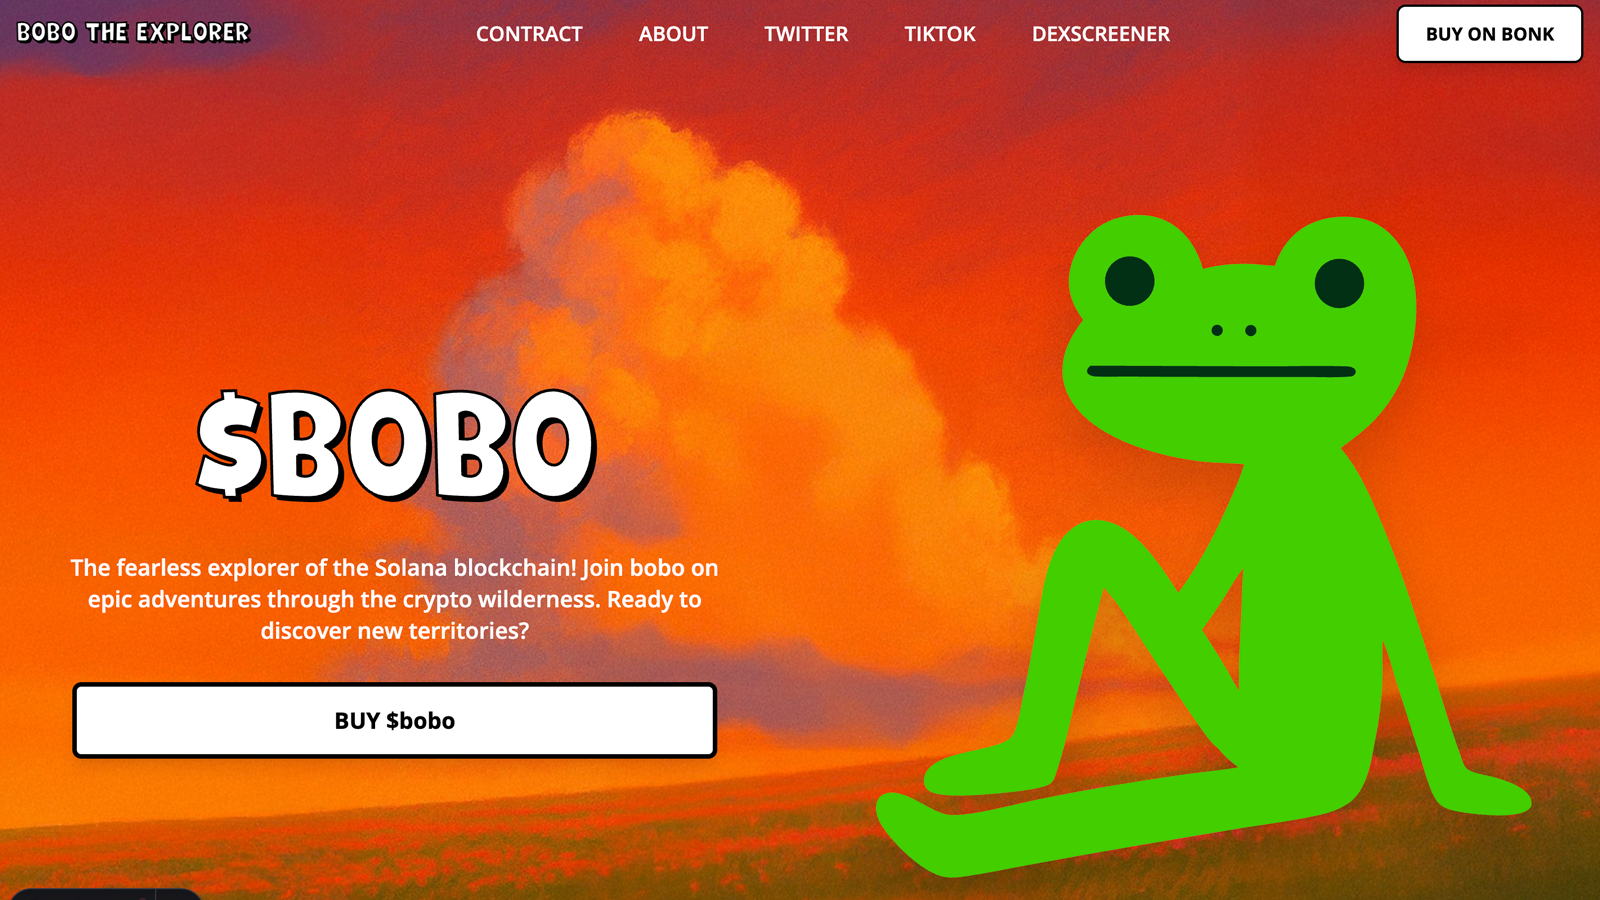 BOBO THE EXPLORER
CONTRACT
ABOUT
TWITTER
TIKTOK
DEXSCREENER
BUY ON BONK
$BOBO
The fearless explorer of the Solana blockchain! Join bobo on
epic adventures through the crypto wilderness. Ready to
discover new territories?
BUY $bobo